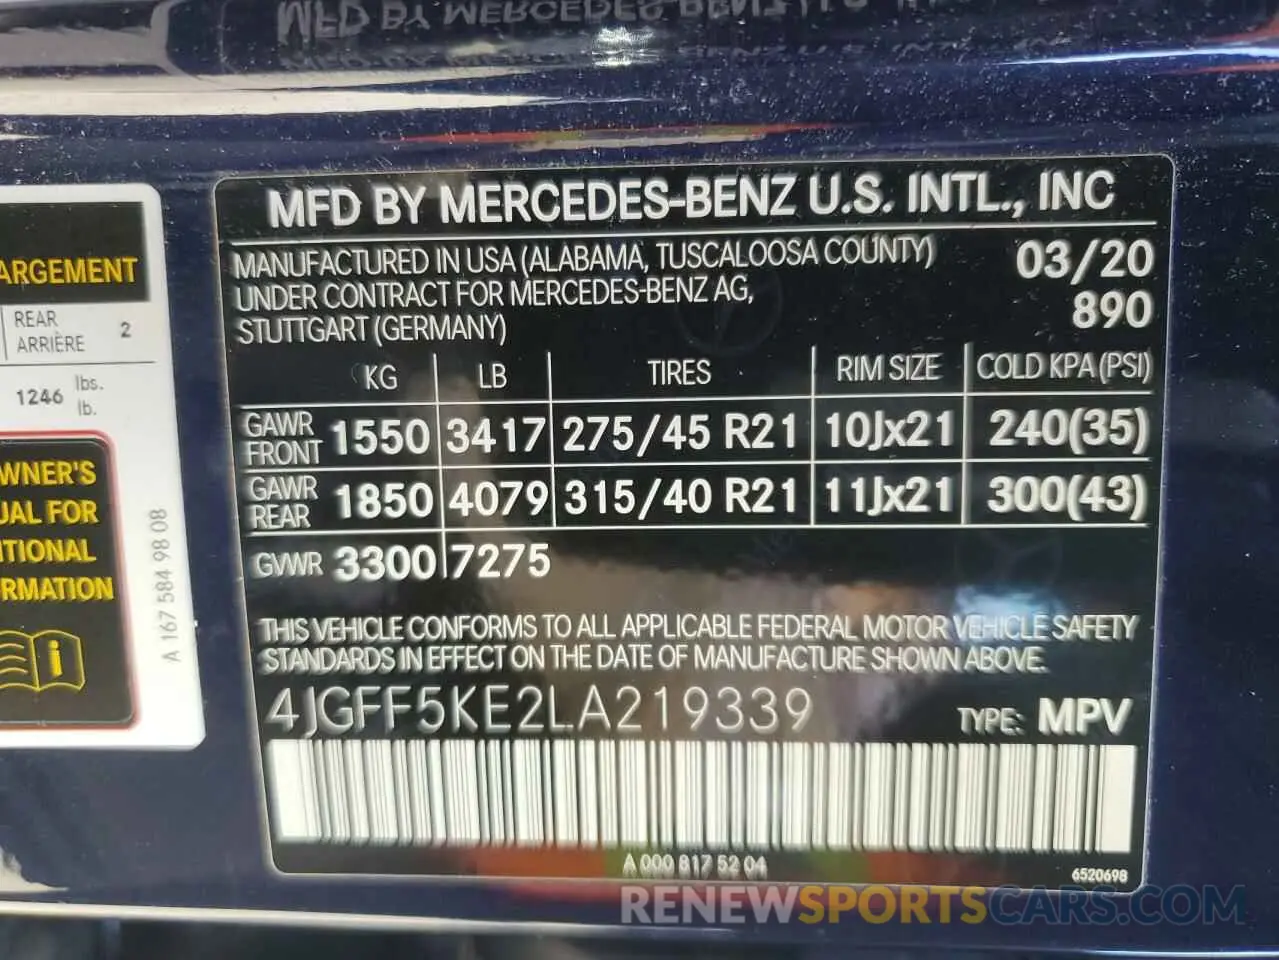 MFD BY MERCEDES-BENZ U.S. INTL., INC
MANUFACTURED IN USA (ALABAMA, TUSCALOOSA COUNTY) 03/20
UNDER CONTRACT FOR MERCEDES-BENZ AG, 890
STUTTGART (GERMANY)
KG LB TIRES RIM SIZE COLD KPA (PSI)
GAWR FRONT 1550 3417 275/45 R21 10Jx21 240(35)
GAWR REAR 1850 4079 315/40 R21 11Jx21 300(43)
GVWR 3300 7275
THIS VEHICLE CONFORMS TO ALL APPLICABLE FEDERAL MOTOR VEHICLE SAFETY
STANDARDS IN EFFECT ON THE DATE OF MANUFACTURE SHOWN ABOVE.
4JGFF5KE2LA219339 TYPE: MPV
A 000 817 52 04
6520698
ARGEMENT
REAR
ARRIÈRE 2
1246 lbs.
lb.
WNER'S
UAL FOR
ITIONAL
RMATION
A 167 584 98 08
RENEWSPORTSCARS.COM